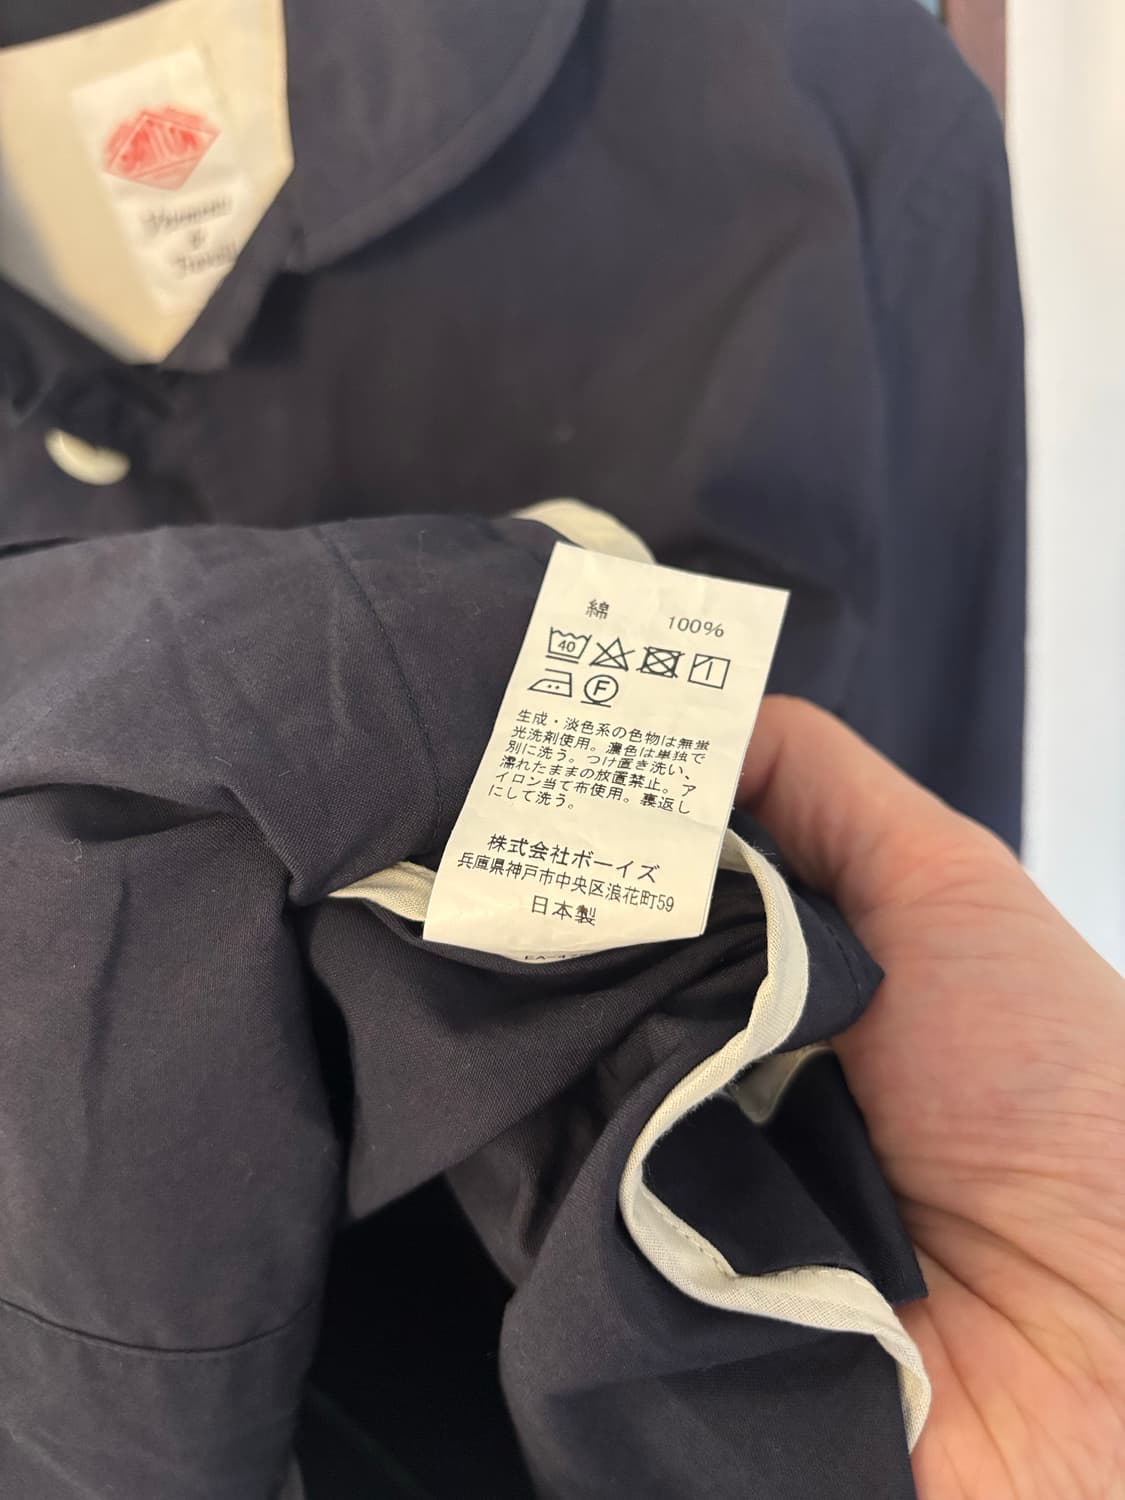 綿 100%
40
F
生成・淡色系の色物は無蛍
光洗剤使用。濃色は単独で
別に洗う。つけ置き洗い、
濡れたままの放置禁止。ア
イロン当て布使用。裏返し
にして洗う。
株式会社ボーイズ
兵庫県神戸市中央区浪花町59
日本製